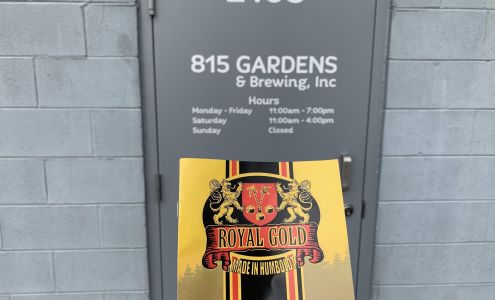 815 GARDENS
& Brewing, Inc
Hours
Monday - Friday 11:00am - 7:00pm
Saturday 11:00am - 4:00pm
Sunday Closed
ROYAL GOLD
MADE IN HUMBOLDT